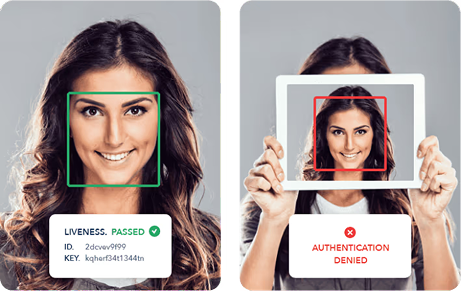 LIVENESS. PASSED
ID. 2dcvev9f99
KEY. kqherf34t1344tn
AUTHENTICATION
DENIED